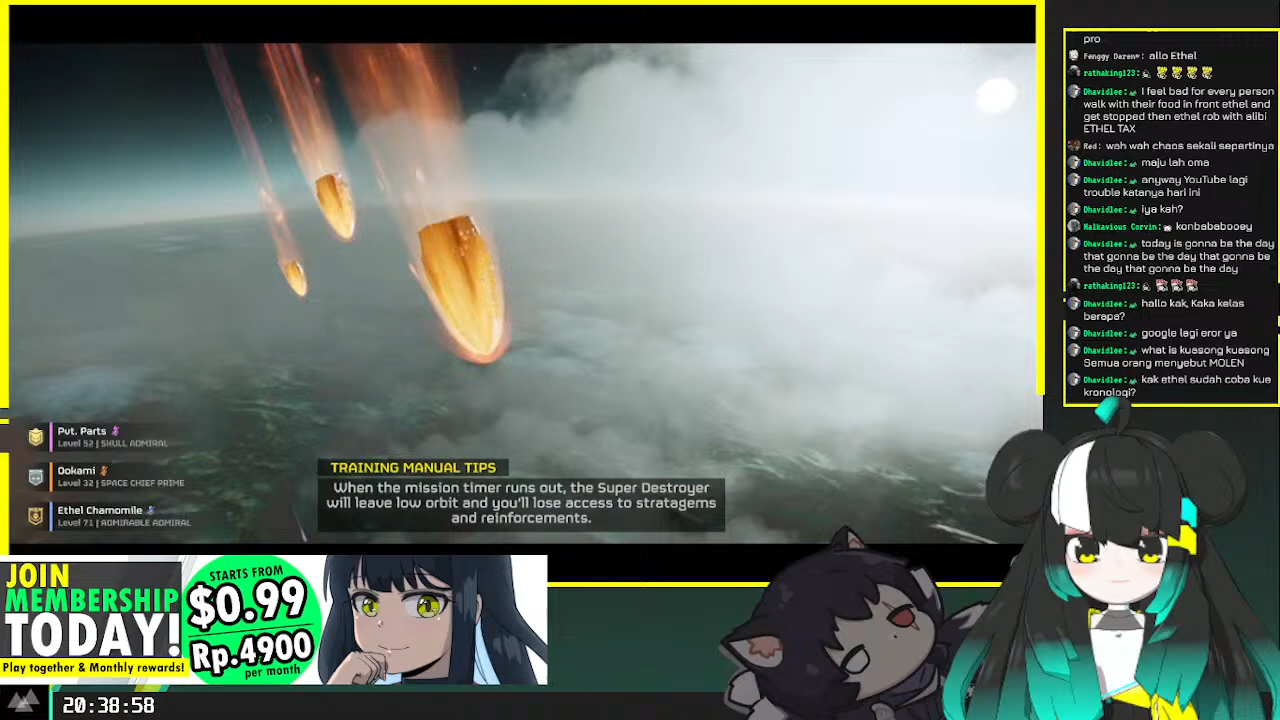 Pvt. Parts
Level 52 | SKULL ADMIRAL
Ookami
Level 32 | SPACE CHIEF PRIME
Ethel Chamomile
Level 71 | ADMIRABLE ADMIRAL
TRAINING MANUAL TIPS
When the mission timer runs out, the Super Destroyer
will leave low orbit and you'll lose access to stratagems
and reinforcements.
pro
Fenggy Daren: allo Ethel
rathaking123:
Dhavidlee: I feel bad for every person
walk with their food in front ethel and
get stopped then ethel rob with alibi
ETHEL TAX
Red: wah wah chaos sekali sepertinya
Dhavidlee: maju lah oma
Dhavidlee: anyway YouTube lagi
trouble katanya hari ini
Dhavidlee: iya kah?
Malkavious Corvin: konbababooey
Dhavidlee: today is gonna be the day
that gonna be the day that gonna be
the day that gonna be the day
rathaking123:
Dhavidlee: hallo kak, Kaka kelas
berapa?
Dhavidlee: google lagi eror ya
Dhavidlee: what is kuasong kuasong
Semua orang menyebut MOLEN
Dhavidlee: kak ethel sudah coba kue
kronologi?
JOIN
MEMBERSHIP
TODAY!
Play together & Monthly rewards!
STARTS FROM
$0.99
Rp.4900
per month
20:38:58